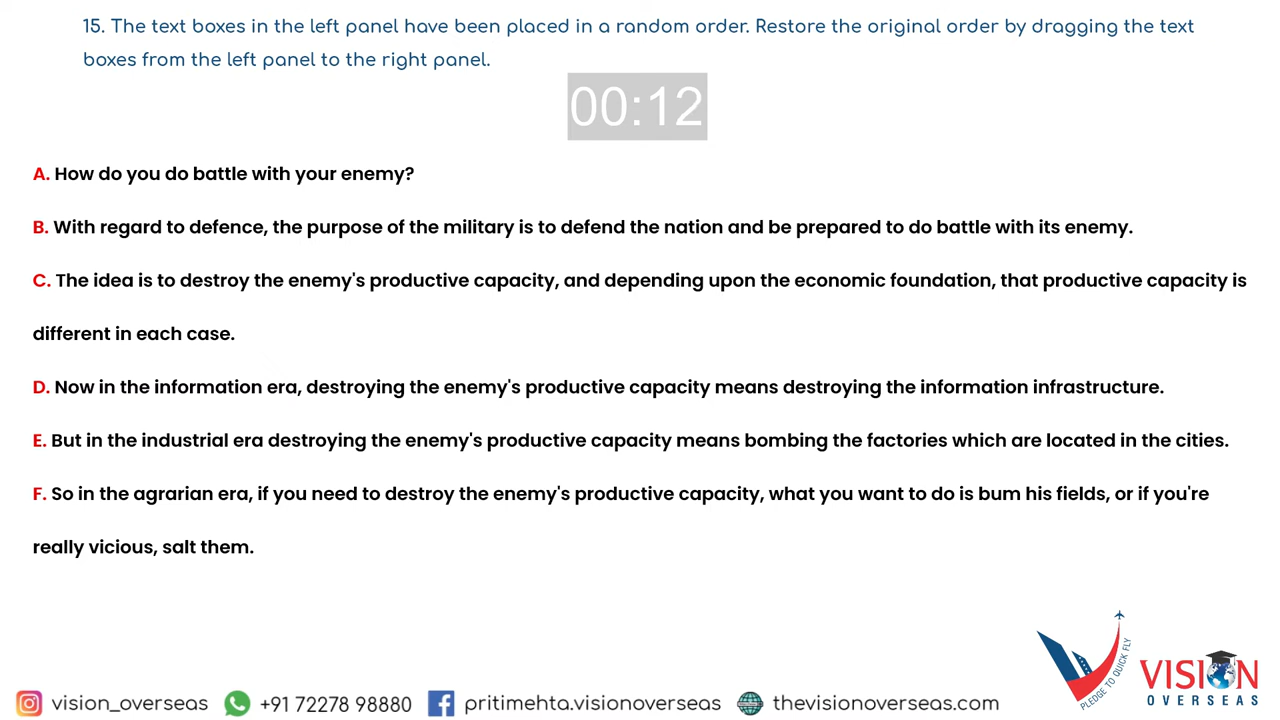 15. The text boxes in the left panel have been placed in a random order. Restore the original order by dragging the text
boxes from the left panel to the right panel.
00:12
A. How do you do battle with your enemy?
B. With regard to defence, the purpose of the military is to defend the nation and be prepared to do battle with its enemy.
C. The idea is to destroy the enemy's productive capacity, and depending upon the economic foundation, that productive capacity is
different in each case.
D. Now in the information era, destroying the enemy's productive capacity means destroying the information infrastructure.
E. But in the industrial era destroying the enemy's productive capacity means bombing the factories which are located in the cities.
F. So in the agrarian era, if you need to destroy the enemy's productive capacity, what you want to do is bum his fields, or if you're
really vicious, salt them.
PLEDGE TO QUICK FLY
VISION
OVERSEAS
vision_overseas +91 72278 98880 pritimehta.visionoverseas thevisionoverseas.com